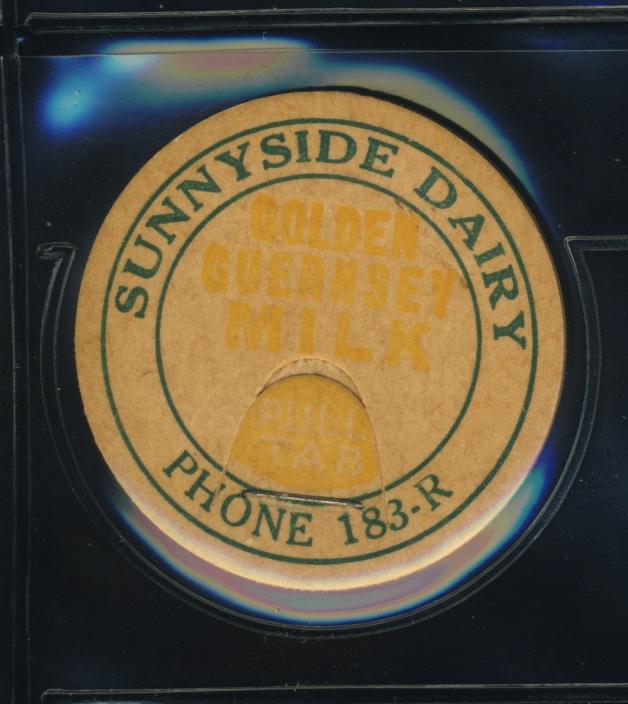 SUNNYSIDE DAIRY
GOLDEN
GUERNSEY
MILK
PULL
TAB
PHONE 183-R